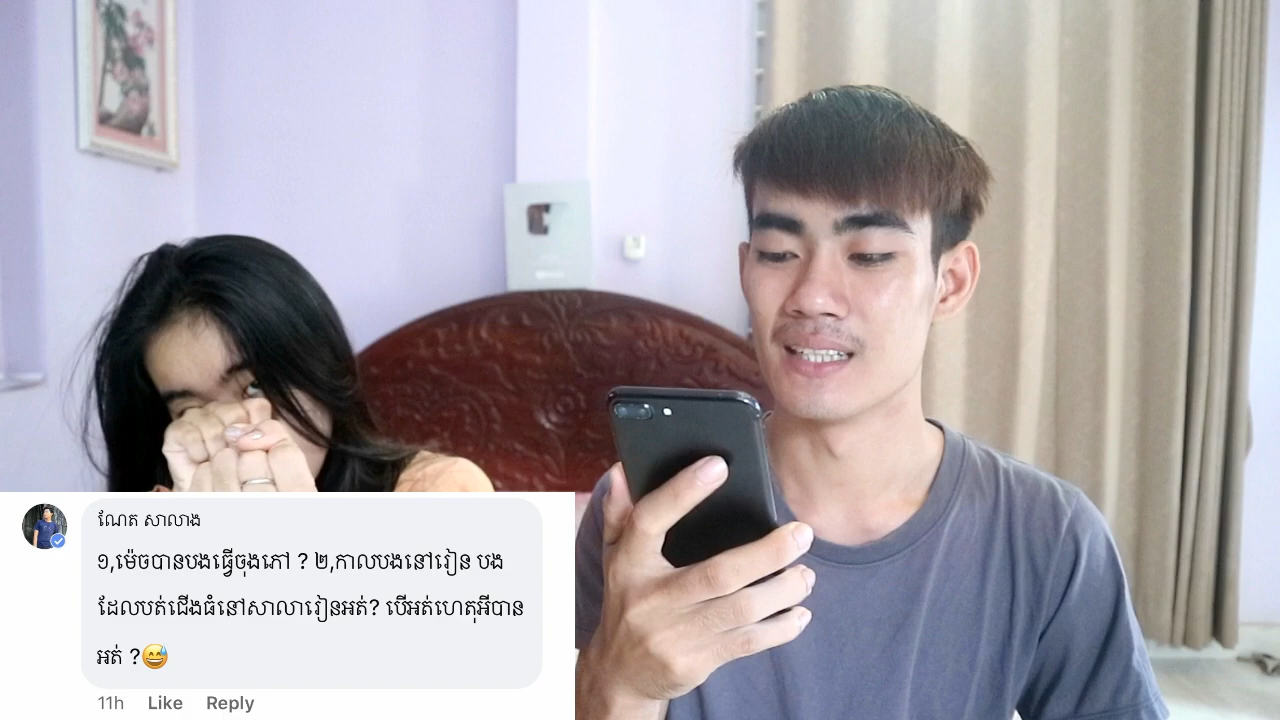 ណែត សាលាង
១,ម៉េចបានបងធ្វើចុងភៅ ? ២,កាលបងនៅរៀន បង
ដែលបត់ជើងធំនៅសាលារៀនអត់? បើអត់ហេតុអីបាន
អត់ ?😅
11h Like Reply